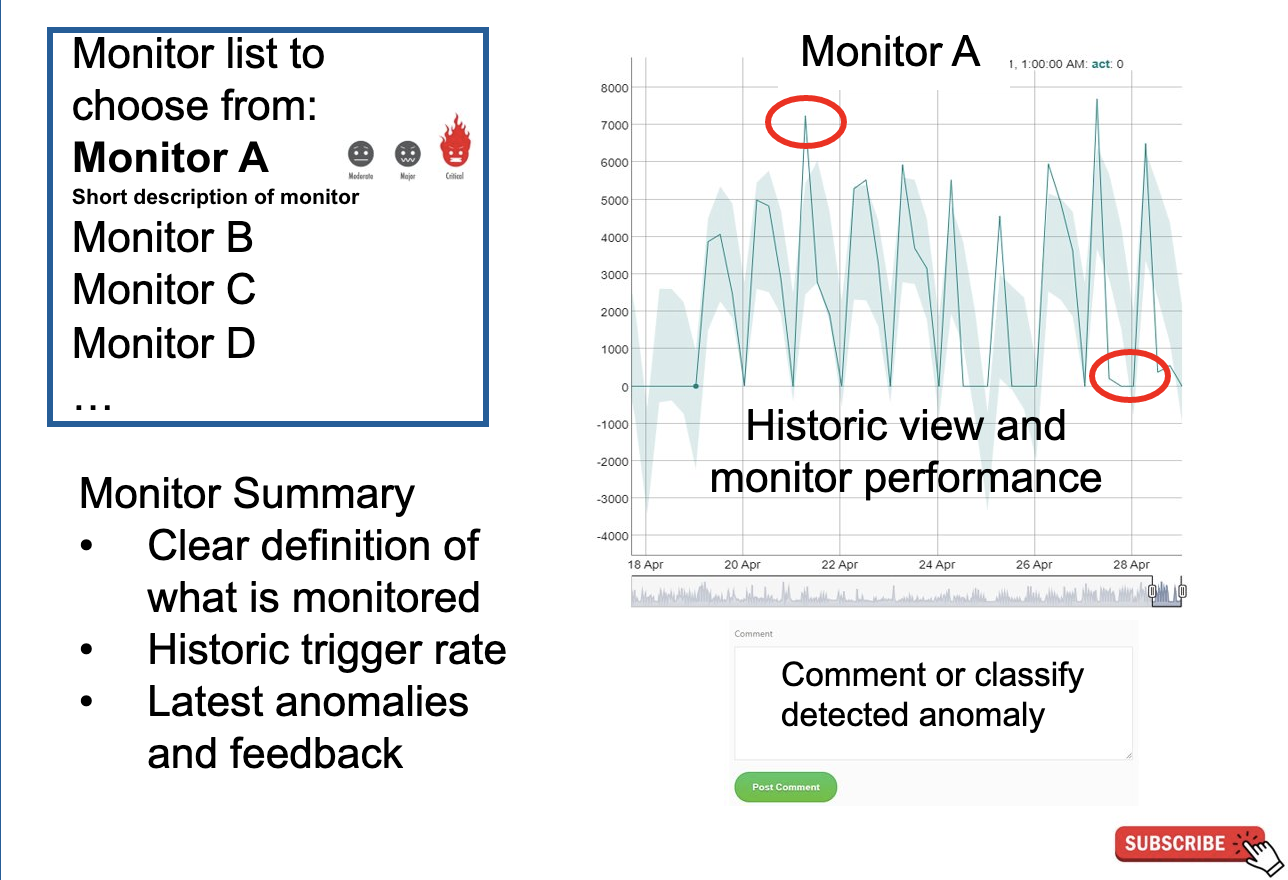 Monitor list to
choose from:
Monitor A
Moderate
Major
Critical
Short description of monitor
Monitor B
Monitor C
Monitor D
…
Monitor Summary
• Clear definition of
what is monitored
• Historic trigger rate
• Latest anomalies
and feedback
Monitor A
1, 1:00:00 AM: act: 0
8000
7000
6000
5000
4000
3000
2000
1000
0
-1000
-2000
-3000
-4000
Historic view and
monitor performance
18 Apr
20 Apr
22 Apr
24 Apr
26 Apr
28 Apr
Comment
Comment or classify
detected anomaly
Post Comment
SUBSCRIBE